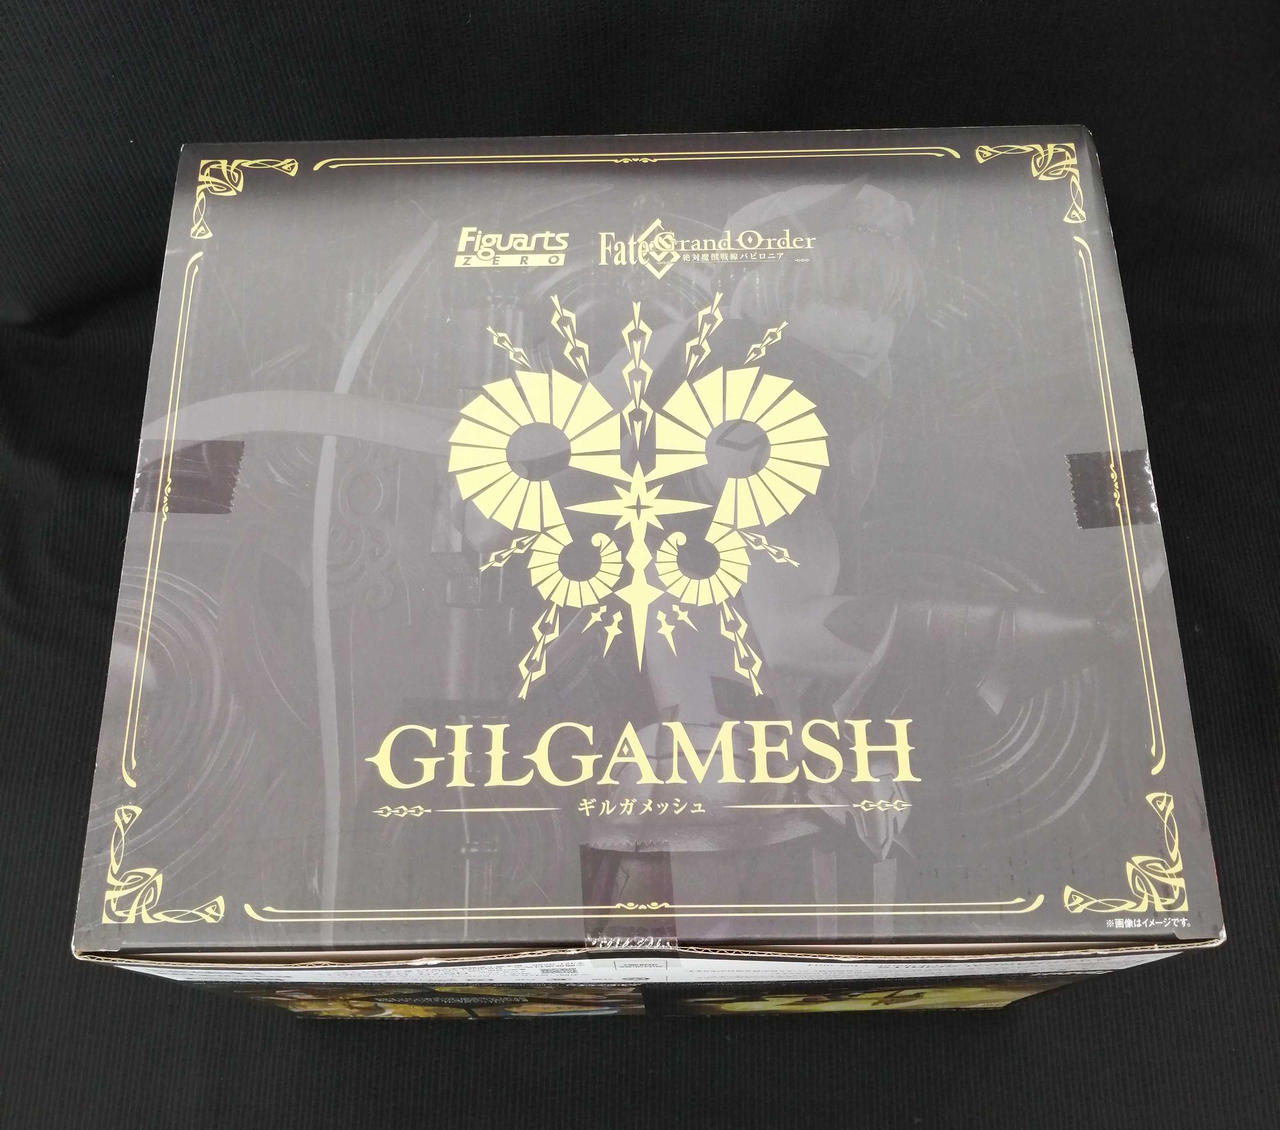 Figuarts
ZERO
Fate Grand Order
絶対魔獣戦線バビロニア
GILGAMESH
ギルガメッシュ
※画像はイメージです。